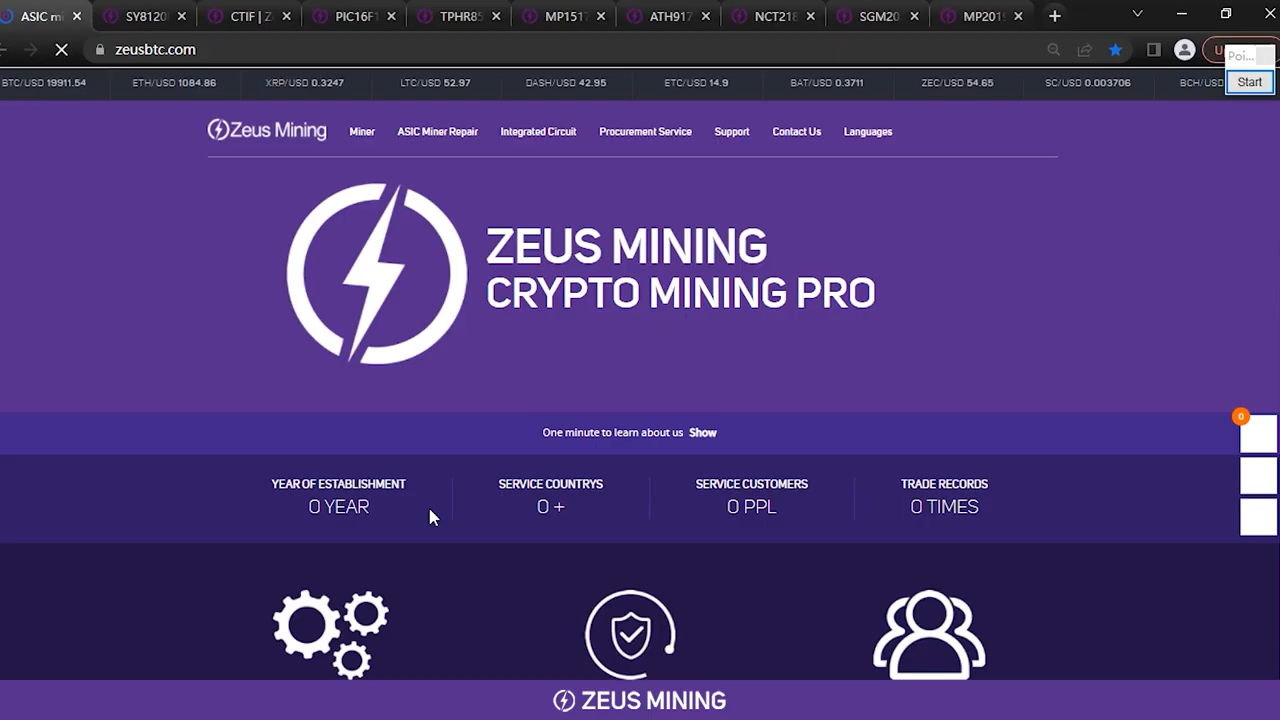 ASIC mi
SY8120
CTIF | Z
PIC16F1
TPHR85
MP1517
ATH917
NCT218
SGM20
MP2019
zeusbtc.com
Poi...
Start
BTC/USD 19911.54
ETH/USD 1084.86
XRP/USD 0.3247
LTC/USD 52.97
DASH/USD 42.95
ETC/USD 14.9
BAT/USD 0.3711
ZEC/USD 54.65
SC/USD 0.003706
BCH/USD
Zeus Mining
Miner
ASIC Miner Repair
Integrated Circuit
Procurement Service
Support
Contact Us
Languages
ZEUS MINING
CRYPTO MINING PRO
0
One minute to learn about us Show
YEAR OF ESTABLISHMENT
0 YEAR
SERVICE COUNTRYS
0 +
SERVICE CUSTOMERS
0 PPL
TRADE RECORDS
0 TIMES
ZEUS MINING